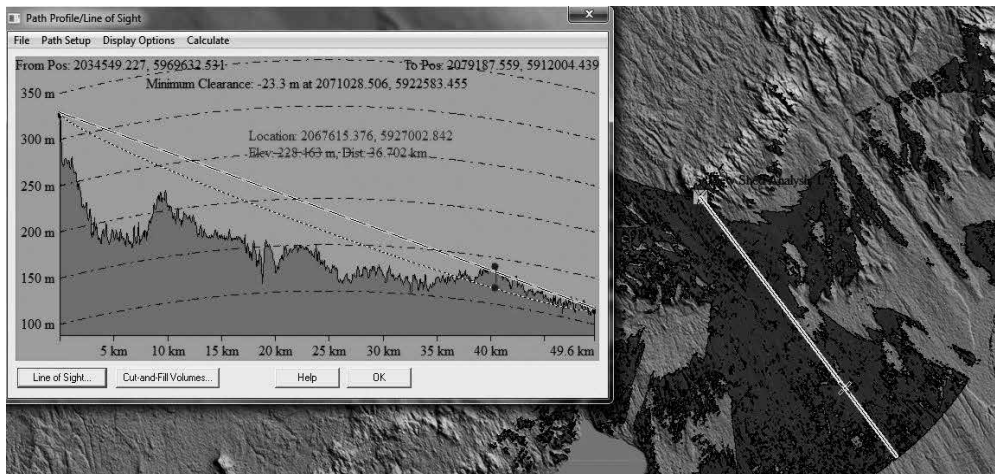 Path Profile/Line of Sight
File Path Setup Display Options Calculate
From Pos: 2034549.227, 5969632.531
To Pos: 2079187.559, 5912004.439
Minimum Clearance: -23.3 m at 2071028.506, 5922583.455
350 m
Location: 2067615.376, 5927002.842
Elev: 228.463 m, Dist: 36.702 km
300 m
250 m
200 m
150 m
100 m
5 km 10 km 15 km 20 km 25 km 30 km 35 km 40 km 49.6 km
Line of Sight... Cut-and-Fill Volumes... Help OK
Analysis